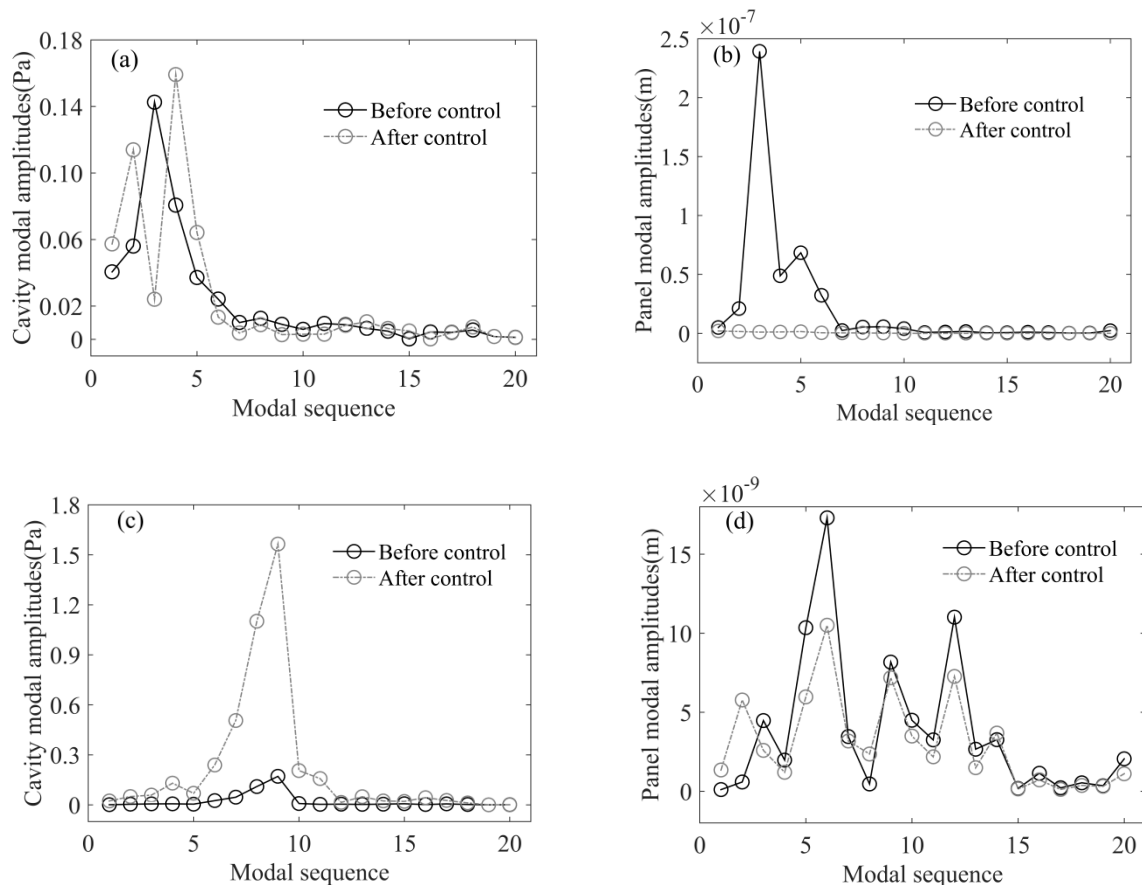 (a)
0.18
0.14
0.10
0.06
0.02
0
Cavity modal amplitudes(Pa)
Before control
After control
0 5 10 15 20
Modal sequence
(b)
×10⁻⁷
2.5
2
1.5
1
0.5
0
Panel modal amplitudes(m)
Before control
After control
0 5 10 15 20
Modal sequence
(c)
1.8
1.5
1.2
0.9
0.6
0.3
0
Cavity modal amplitudes(Pa)
Before control
After control
0 5 10 15 20
Modal sequence
(d)
×10⁻⁹
15
10
5
0
Panel modal amplitudes(m)
Before control
After control
0 5 10 15 20
Modal sequence